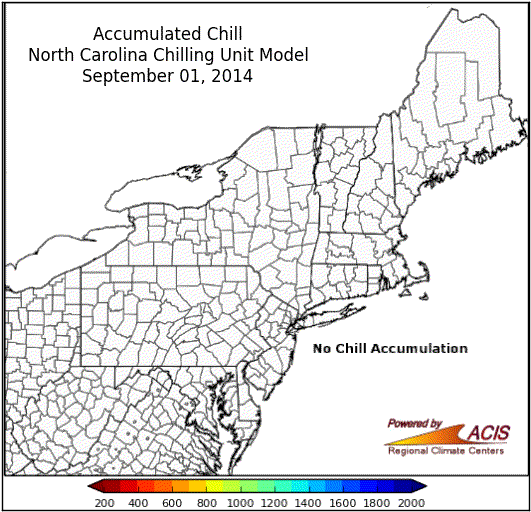 Accumulated Chill
North Carolina Chilling Unit Model
September 01, 2014
No Chill Accumulation
Powered by
ACIS
Regional Climate Centers
200 400 600 800 1000 1200 1400 1600 1800 2000